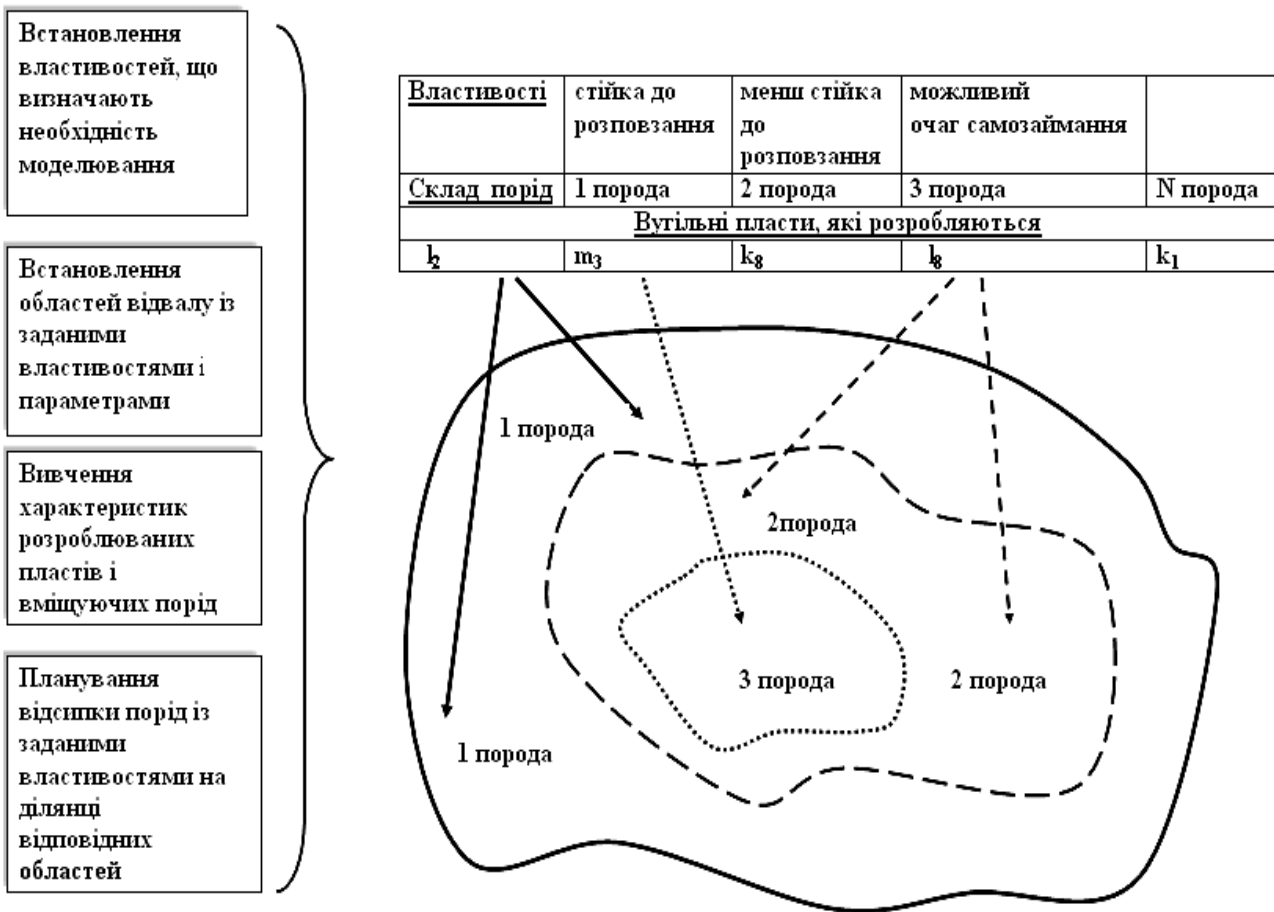 Встановлення
властивостей, що
визначають
необхідність
моделювання
Встановлення
областей відвалу із
заданими
властивостями і
параметрами
Вивчення
характеристик
розроблюваних
пластів і
вміщуючих порід
Планування
відсипки порід із
заданими
властивостями на
ділянці
відповідних
областей
Властивості
стійка до
розповзання
менш стійка
до
розповзання
можливий
очаг самозаймання
Склад порід
1 порода
2 порода
3 порода
N порода
Вугільні пласти, які розробляються
l₂
m₃
k₈
l₈
k₁
1 порода
2порода
3 порода
2 порода
1 порода